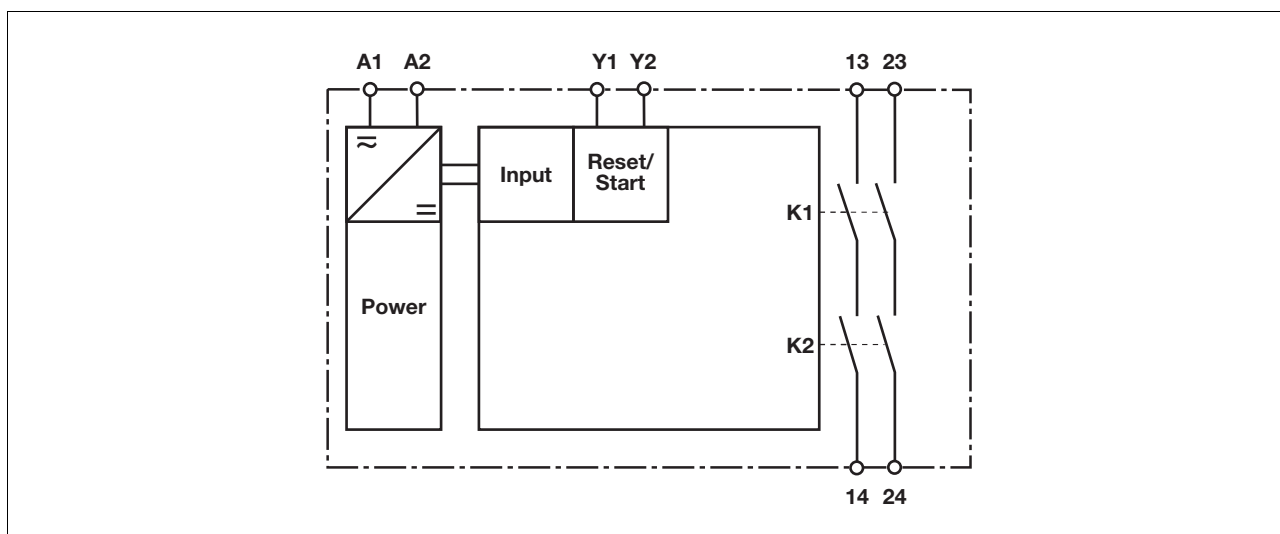 A1 A2 Y1 Y2 13 23
Input
Reset/
Start
K1
Power
K2
14 24